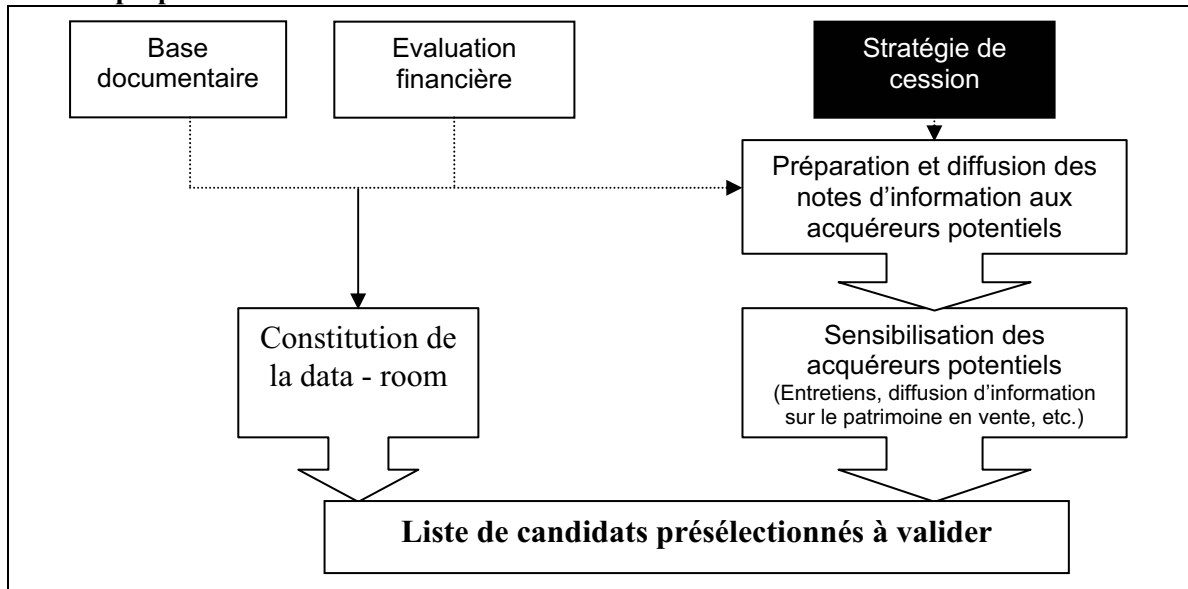 Base
documentaire
Evaluation
financière
Stratégie de
cession
Préparation et diffusion des
notes d’information aux
acquéreurs potentiels
Constitution de
la data - room
Sensibilisation des
acquéreurs potentiels
(Entretiens, diffusion d’information
sur le patrimoine en vente, etc.)
Liste de candidats présélectionnés à valider